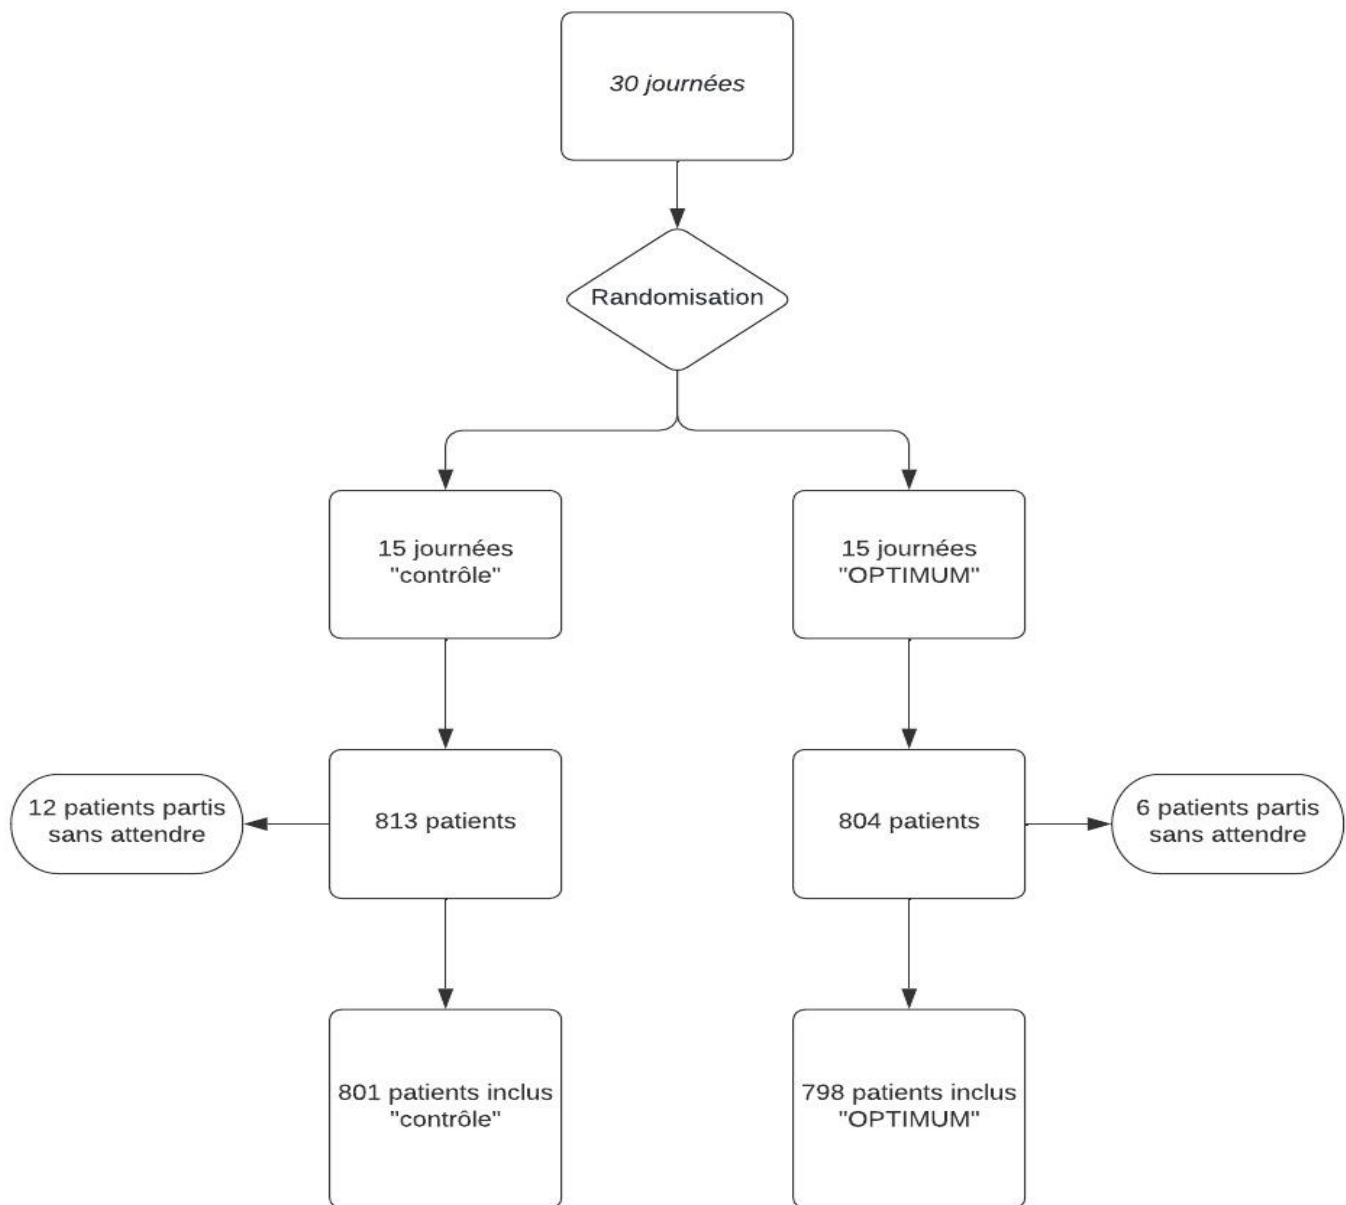 30 journées
Randomisation
15 journées
"contrôle"
15 journées
"OPTIMUM"
12 patients partis
sans attendre
813 patients
804 patients
6 patients partis
sans attendre
801 patients inclus
"contrôle"
798 patients inclus
"OPTIMUM"